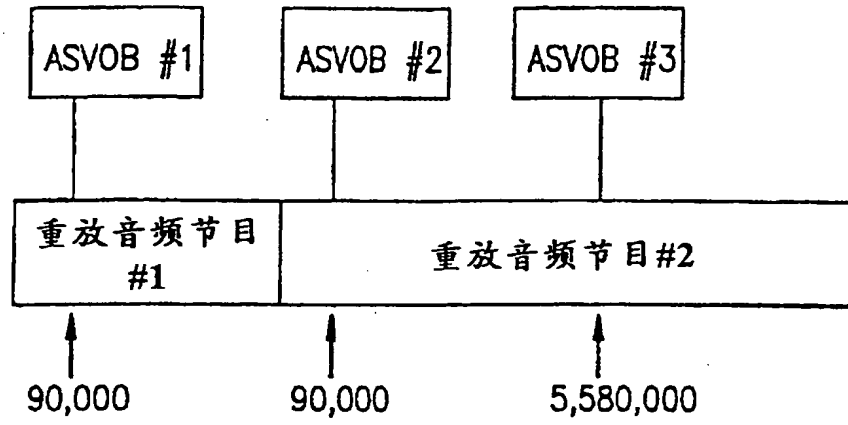 ASVOB #1
ASVOB #2
ASVOB #3
重放音频节目
#1
重放音频节目#2
90,000
90,000
5,580,000